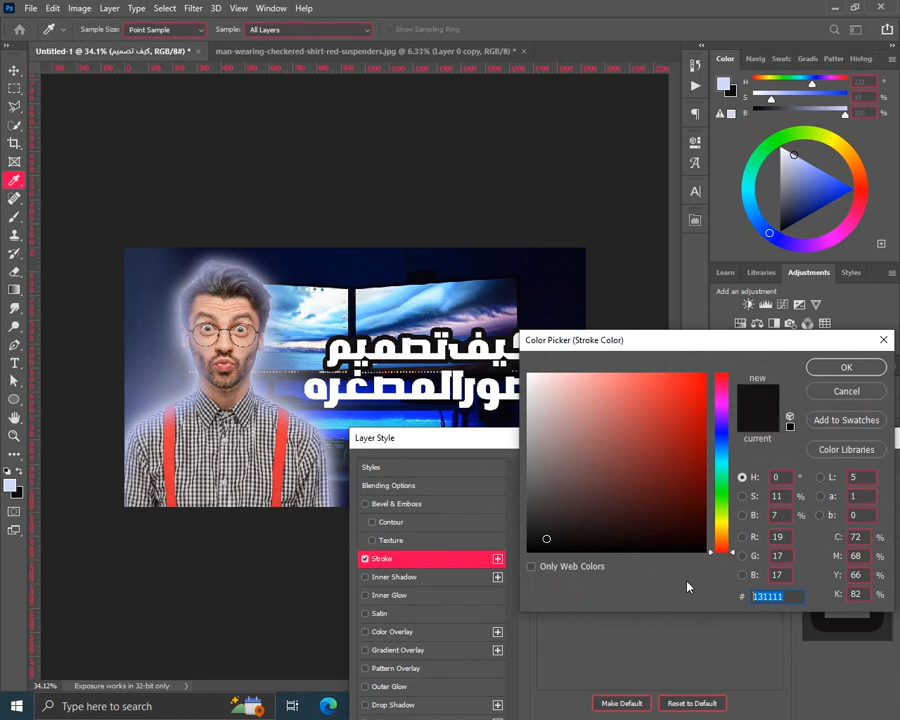 Ps File Edit Image Layer Type Select Filter 3D View Window Help
Sample Size: Point Sample Sample: All Layers Show Sampling Ring
Untitled-1 @ 34.1% (كيف تصميم, RGB/8#) * ×
man-wearing-checkered-shirt-red-suspenders.jpg @ 6.33% (Layer 0 copy, RGB/8) * ×
Color Navig Swatc Gradi Patter Histog
H 231 °
S 19 %
B 100 %
Learn Libraries Adjustments Styles
Add an adjustment
كيف تصميم
صور المصغره
Color Picker (Stroke Color)
new
current
OK
Cancel
Add to Swatches
Color Libraries
H: 0 ° L: 5
S: 11 % a: 1
B: 7 % b: 0
R: 19 C: 72 %
G: 17 M: 68 %
B: 17 Y: 66 %
# 131111 K: 82 %
Only Web Colors
Layer Style
Styles
Blending Options
Bevel & Emboss
Contour
Texture
Stroke
Inner Shadow
Inner Glow
Satin
Color Overlay
Gradient Overlay
Pattern Overlay
Outer Glow
Drop Shadow
Make Default Reset to Default
34.12% Exposure works in 32-bit only
Type here to search